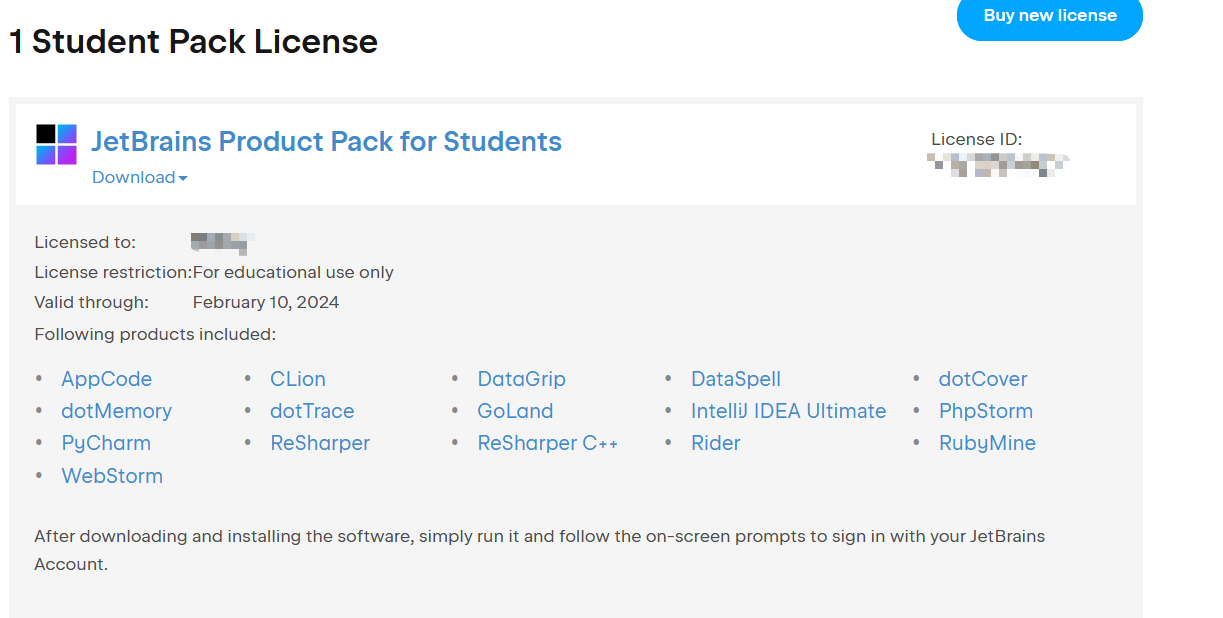 Buy new license
1 Student Pack License
JetBrains Product Pack for Students
Download
License ID:
Licensed to:
License restriction:For educational use only
Valid through: February 10, 2024
Following products included:
• AppCode • CLion • DataGrip • DataSpell • dotCover
• dotMemory • dotTrace • GoLand • IntelliJ IDEA Ultimate • PhpStorm
• PyCharm • ReSharper • ReSharper C++ • Rider • RubyMine
• WebStorm
After downloading and installing the software, simply run it and follow the on-screen prompts to sign in with your JetBrains
Account.